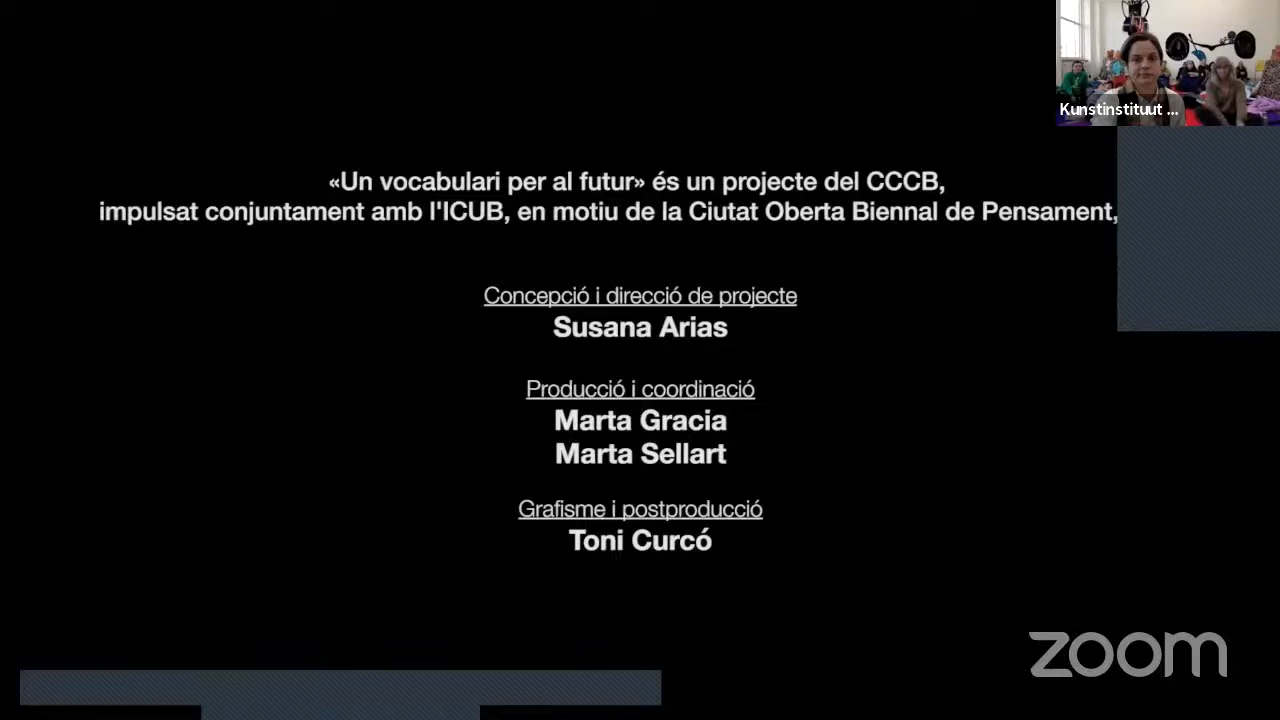 Kunstinstituut ...
«Un vocabulari per al futur» és un projecte del CCCB,
impulsat conjuntament amb l'ICUB, en motiu de la Ciutat Oberta Biennal de Pensament,
Concepció i direcció de projecte
Susana Arias
Producció i coordinació
Marta Gracia
Marta Sellart
Grafisme i postproducció
Toni Curcó
zoom